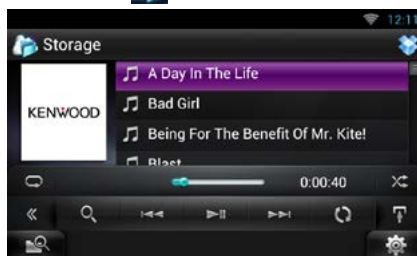 12:11
Storage
KENWOOD
A Day In The Life
Bad Girl
Being For The Benefit Of Mr. Kite!
Blast
0:00:40